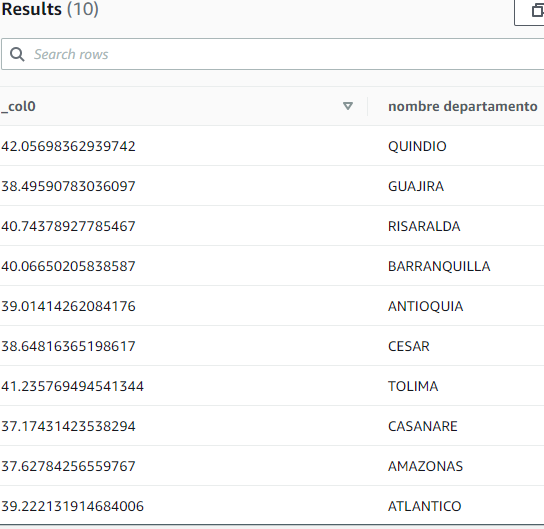 Results (10)
Search rows
_col0 nombre departamento
42.05698362939742 QUINDIO
38.49590783036097 GUAJIRA
40.74378927785467 RISARALDA
40.06650205838587 BARRANQUILLA
39.01414262084176 ANTIOQUIA
38.64816365198617 CESAR
41.235769494541344 TOLIMA
37.17431423538294 CASANARE
37.62784256559767 AMAZONAS
39.222131914684006 ATLANTICO